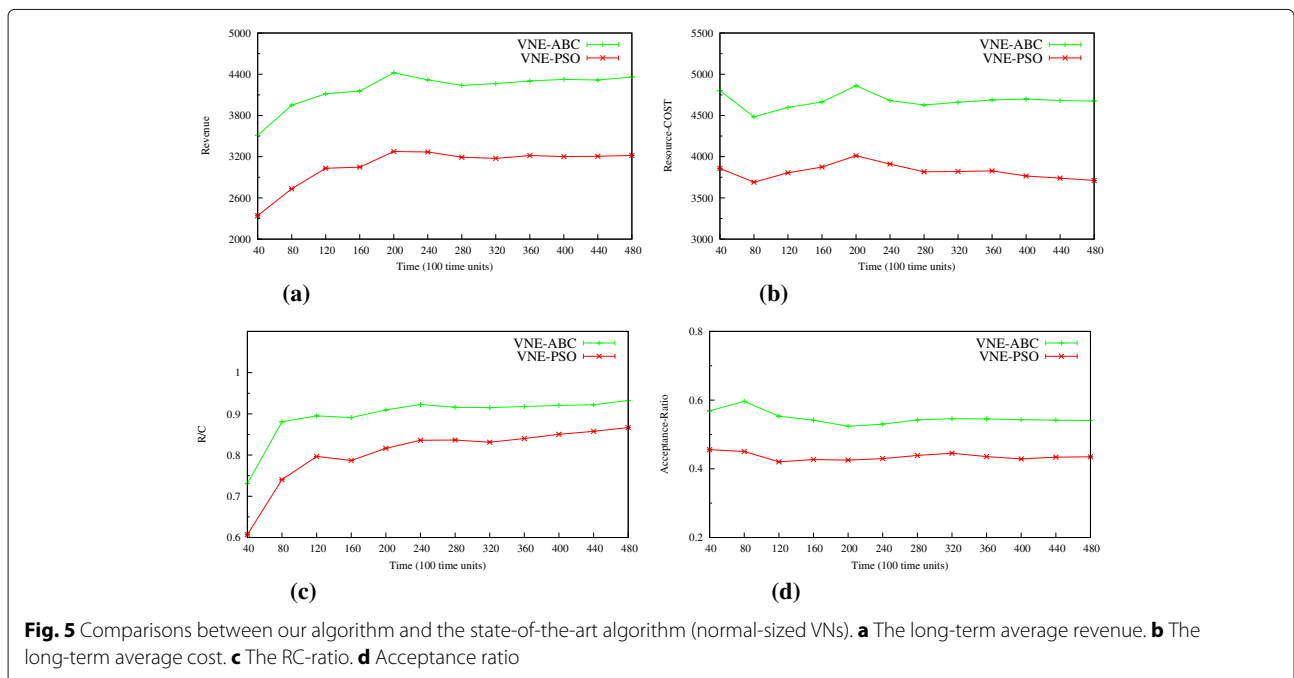 5000
4400
3800
3200
2600
2000
Revenue
VNE-ABC
VNE-PSO
40 80 120 160 200 240 280 320 360 400 440 480
Time (100 time units)
(a)
5500
5000
4500
4000
3500
3000
Resource-COST
VNE-ABC
VNE-PSO
40 80 120 160 200 240 280 320 360 400 440 480
Time (100 time units)
(b)
1
0.9
0.8
0.7
0.6
R/C
VNE-ABC
VNE-PSO
40 80 120 160 200 240 280 320 360 400 440 480
Time (100 time units)
(c)
0.8
0.6
0.4
0.2
Acceptance-Ratio
VNE-ABC
VNE-PSO
40 80 120 160 200 240 280 320 360 400 440 480
Time (100 time units)
(d)
Fig. 5 Comparisons between our algorithm and the state-of-the-art algorithm (normal-sized VNs). a The long-term average revenue. b The
long-term average cost. c The RC-ratio. d Acceptance ratio